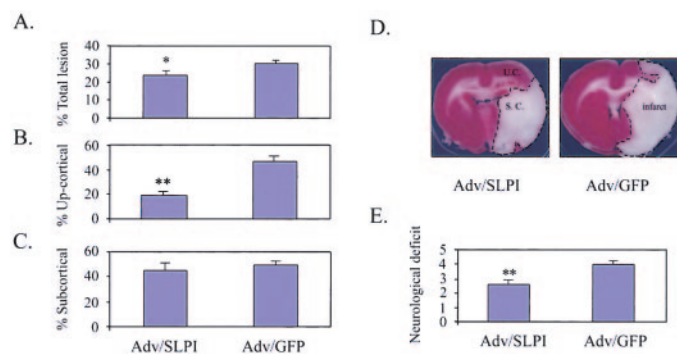 A.
% Total lesion
40
30
20
10
0
*
B.
% Up-cortical
60
40
20
0
**
C.
% Subcortical
60
40
20
0
Adv/SLPI
Adv/GFP
D.
U.C.
S. C.
infarct
Adv/SLPI
Adv/GFP
E.
Neurological deficit
5
4
3
2
1
0
**
Adv/SLPI
Adv/GFP